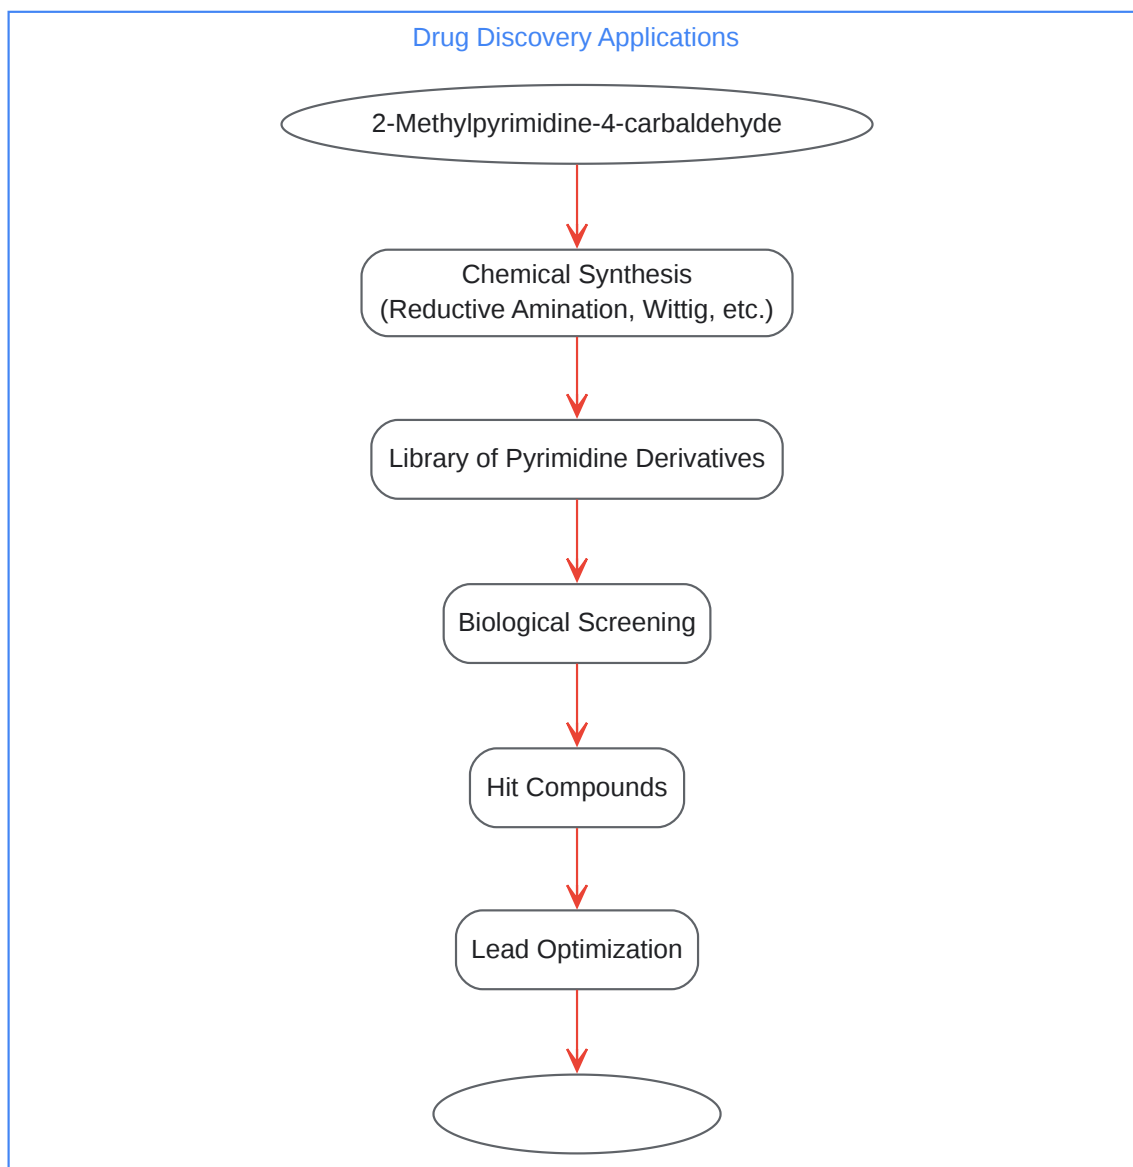 Drug Discovery Applications
2-Methylpyrimidine-4-carbaldehyde
Chemical Synthesis
(Reductive Amination, Wittig, etc.)
Library of Pyrimidine Derivatives
Biological Screening
Hit Compounds
Lead Optimization